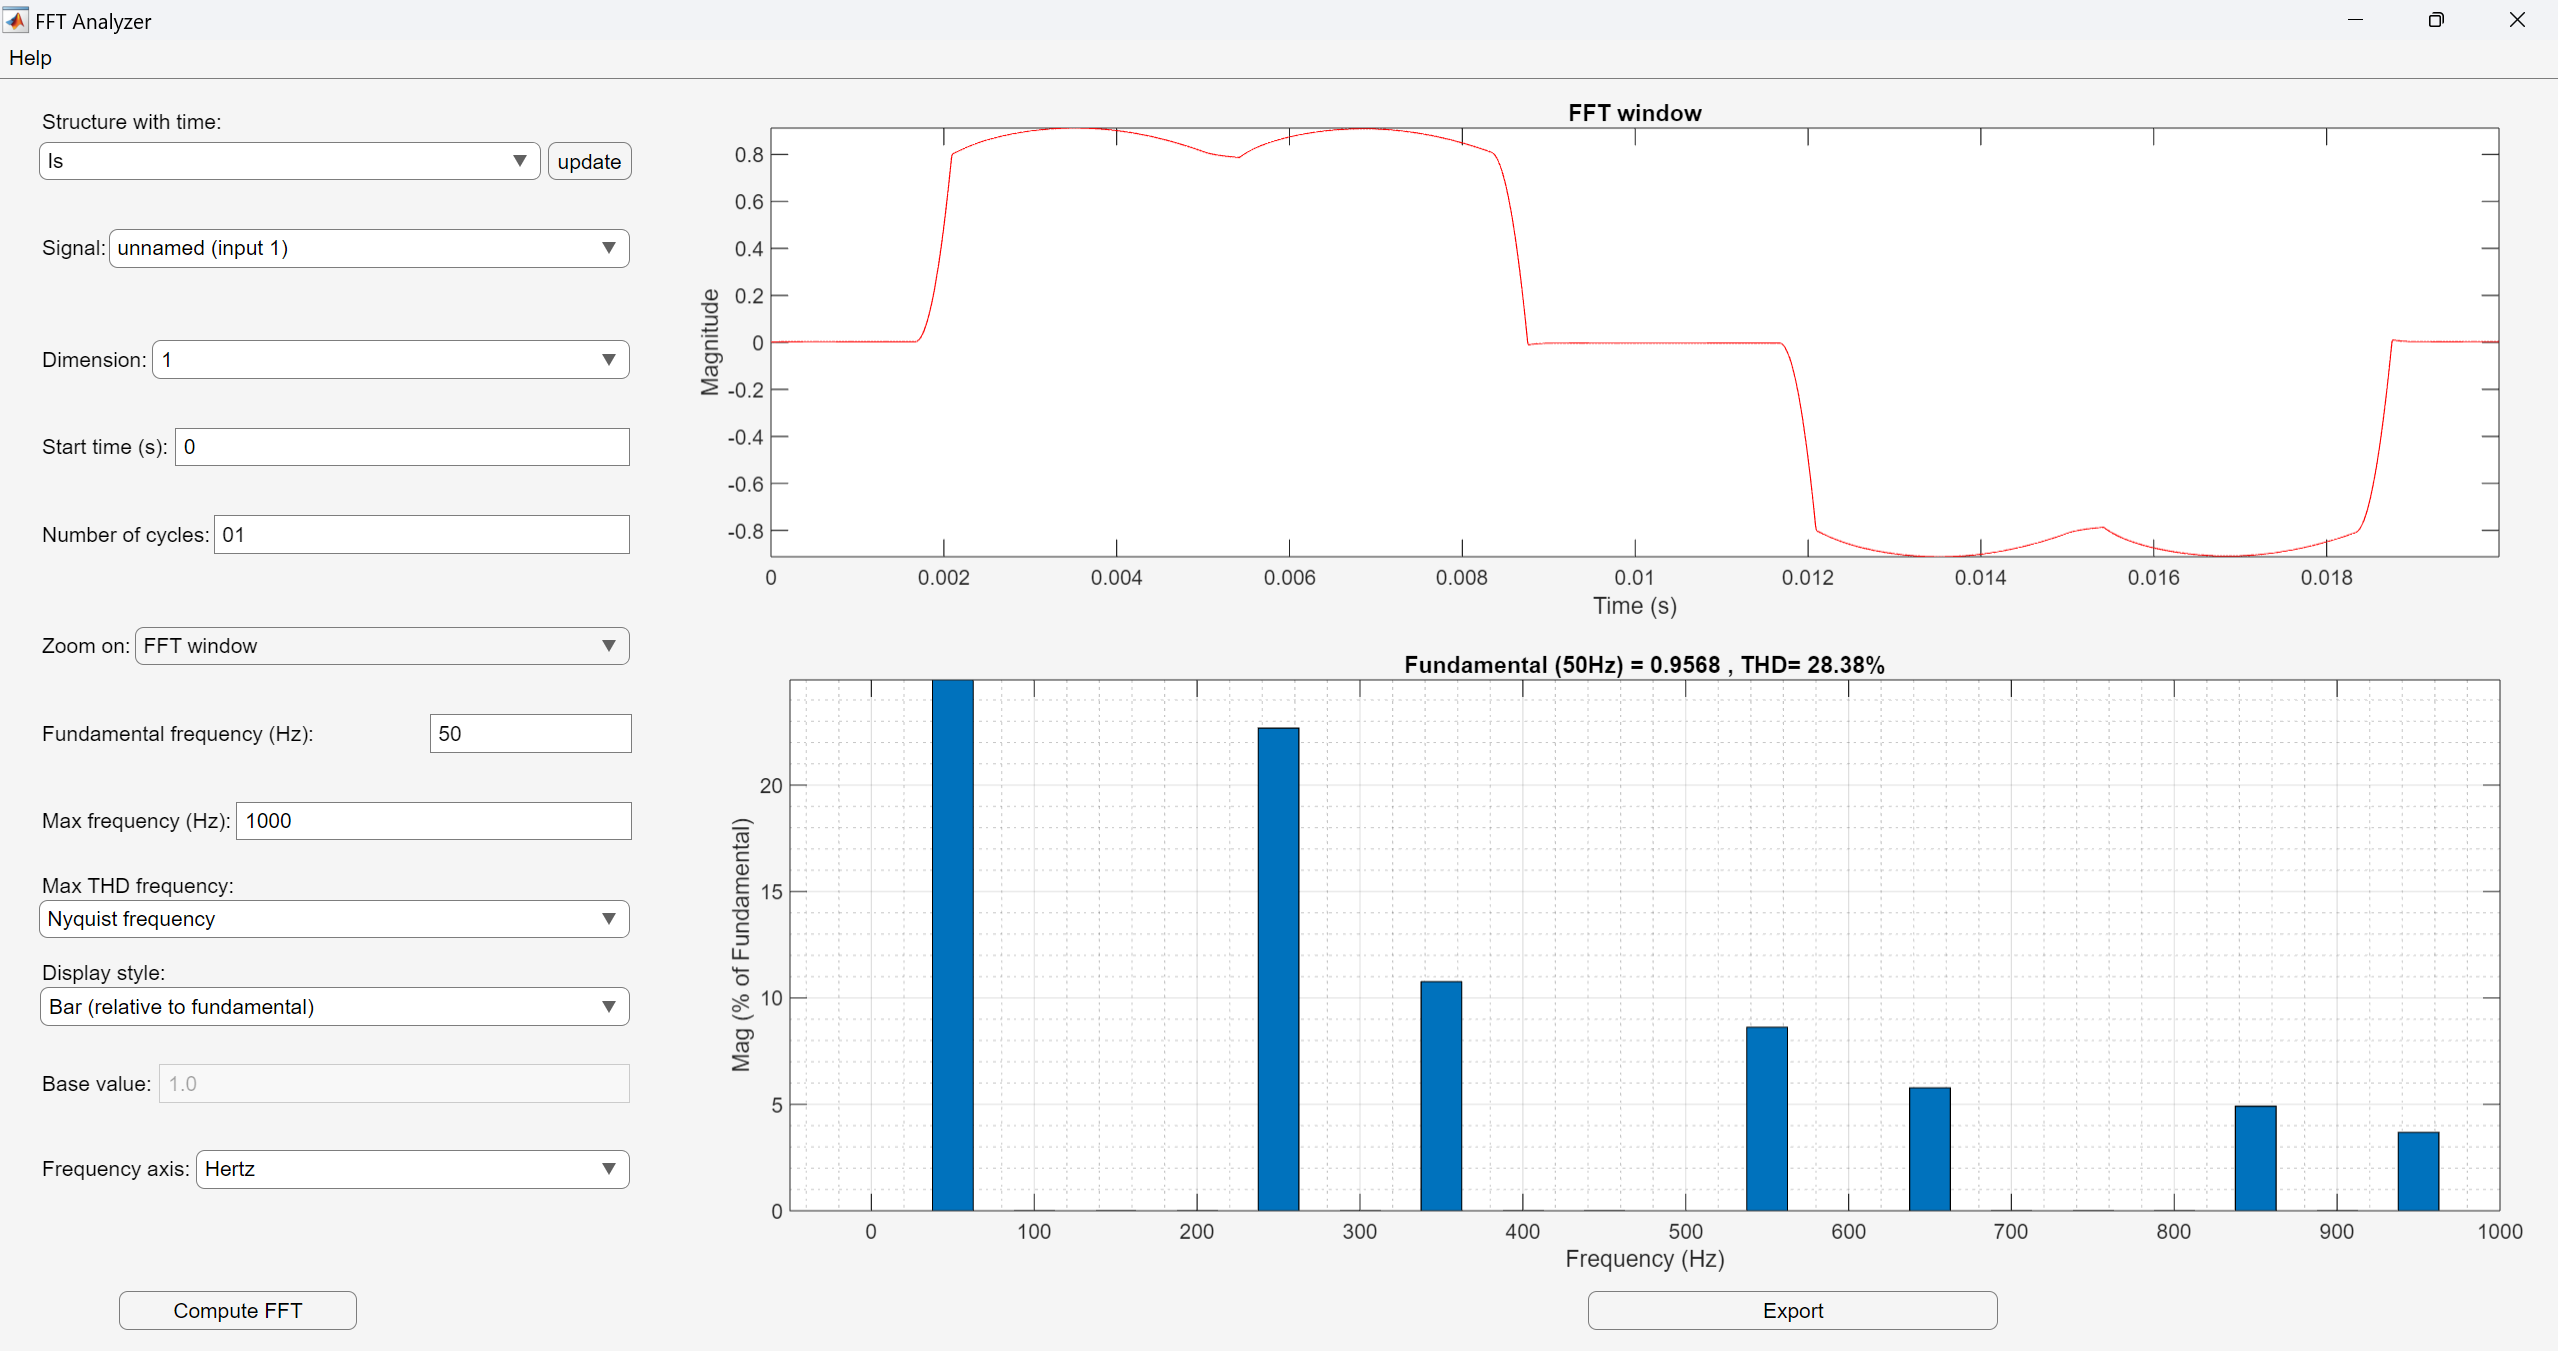 FFT Analyzer
Help
Structure with time:
Is
update
Signal: unnamed (input 1)
Dimension: 1
Start time (s): 0
Number of cycles: 01
Zoom on: FFT window
Fundamental frequency (Hz): 50
Max frequency (Hz): 1000
Max THD frequency:
Nyquist frequency
Display style:
Bar (relative to fundamental)
Base value: 1.0
Frequency axis: Hertz
Compute FFT
FFT window
0.8
0.6
0.4
0.2
0
-0.2
-0.4
-0.6
-0.8
Magnitude
0 0.002 0.004 0.006 0.008 0.01 0.012 0.014 0.016 0.018
Time (s)
Fundamental (50Hz) = 0.9568 , THD= 28.38%
20
15
10
5
0
Mag (% of Fundamental)
0 100 200 300 400 500 600 700 800 900 1000
Frequency (Hz)
Export